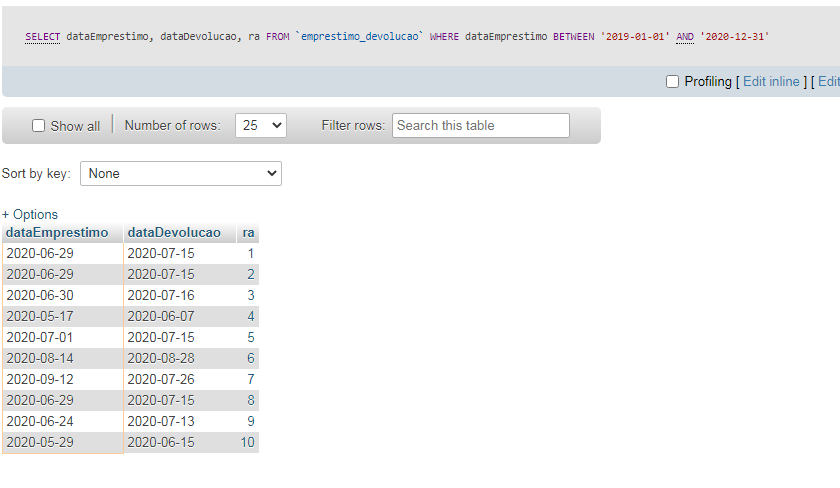 SELECT dataEmprestimo, dataDevolucao, ra FROM `emprestimo_devolucao` WHERE dataEmprestimo BETWEEN '2019-01-01' AND '2020-12-31'
Profiling [ Edit inline ] [ Edit
Show all Number of rows: 25 Filter rows: Search this table
Sort by key: None
+ Options
dataEmprestimo dataDevolucao ra
2020-06-29 2020-07-15 1
2020-06-29 2020-07-15 2
2020-06-30 2020-07-16 3
2020-05-17 2020-06-07 4
2020-07-01 2020-07-15 5
2020-08-14 2020-08-28 6
2020-09-12 2020-07-26 7
2020-06-29 2020-07-15 8
2020-06-24 2020-07-13 9
2020-05-29 2020-06-15 10